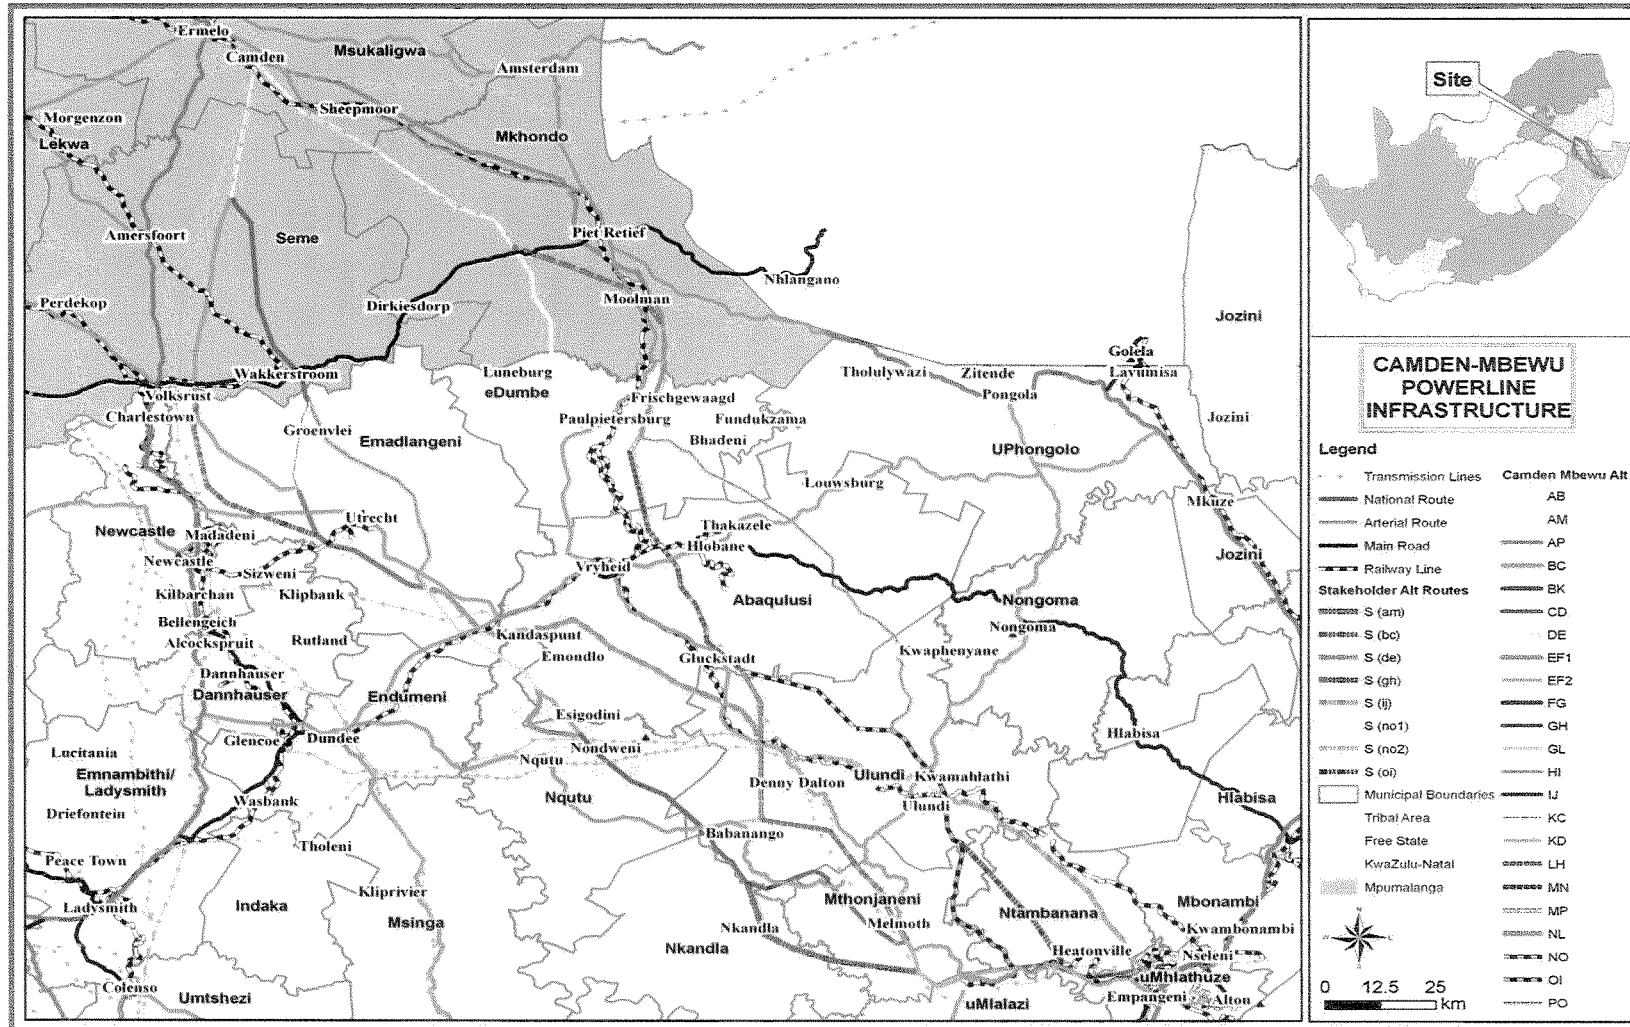 Ermelo
Camden
Msukaligwa
Amsterdam
Sheepmoor
Morgenzon
Lekwa
Mkhondo
Amersfoort
Seme
Piet Retief
Nhlangano
Perdekop
Dirkiesdorp
Moolman
Jozini
Golela
Lavumisa
Wakkerstroom
Luneburg
eDumbe
Tholulywazi
Zitende
Pongola
Volksrust
Charlestown
Frischgewaagd
Paulpietersburg
Fundukzama
Bhadeni
Jozini
Groenvlei
Emadlangeni
UPhongolo
Louwsburg
Mkuze
Newcastle
Madadeni
Utrecht
Thakazele
Hlobane
Newcastle
Sizweni
Vryheid
Jozini
Kilbarchan
Klipbank
Abaqulusi
Nongoma
Nongoma
Bellengeich
Alcockspruit
Rutland
Kandaspunt
Emondlo
Gluckstadt
Kwaphenyane
Dannhauser
Dannhauser
Endumeni
Esigodini
Glencoe
Dundee
Nondweni
Nqutu
Hlabisa
Lucitania
Emnambithi/
Ladysmith
Driefontein
Wasbank
Nqutu
Denny Dalton
Ulundi
Kwamahlathi
Ulundi
Hlabisa
Babanango
Tholeni
Peace Town
Kliprivier
Ladysmith
Indaka
Msinga
Mthonjaneni
Melmoth
Ntambanana
Mbonambi
Kwambonambi
Nkandla
Nkandla
Heatonville
Nseleni
uMhlathuze
Colenso
Umtshezi
uMlalazi
Empangeni
Alton
Site
CAMDEN-MBEWU
POWERLINE
INFRASTRUCTURE
Legend
Transmission Lines
National Route
Arterial Route
Main Road
Railway Line
Stakeholder Alt Routes
S (am)
S (bc)
S (de)
S (gh)
S (ij)
S (no1)
S (no2)
S (oi)
Municipal Boundaries
Tribal Area
Free State
KwaZulu-Natal
Mpumalanga
Camden Mbewu Alt
AB
AM
AP
BC
BK
CD
DE
EF1
EF2
FG
GH
GL
HI
IJ
KC
KD
LH
MN
MP
NL
NO
OI
PO
N
0 12.5 25
km